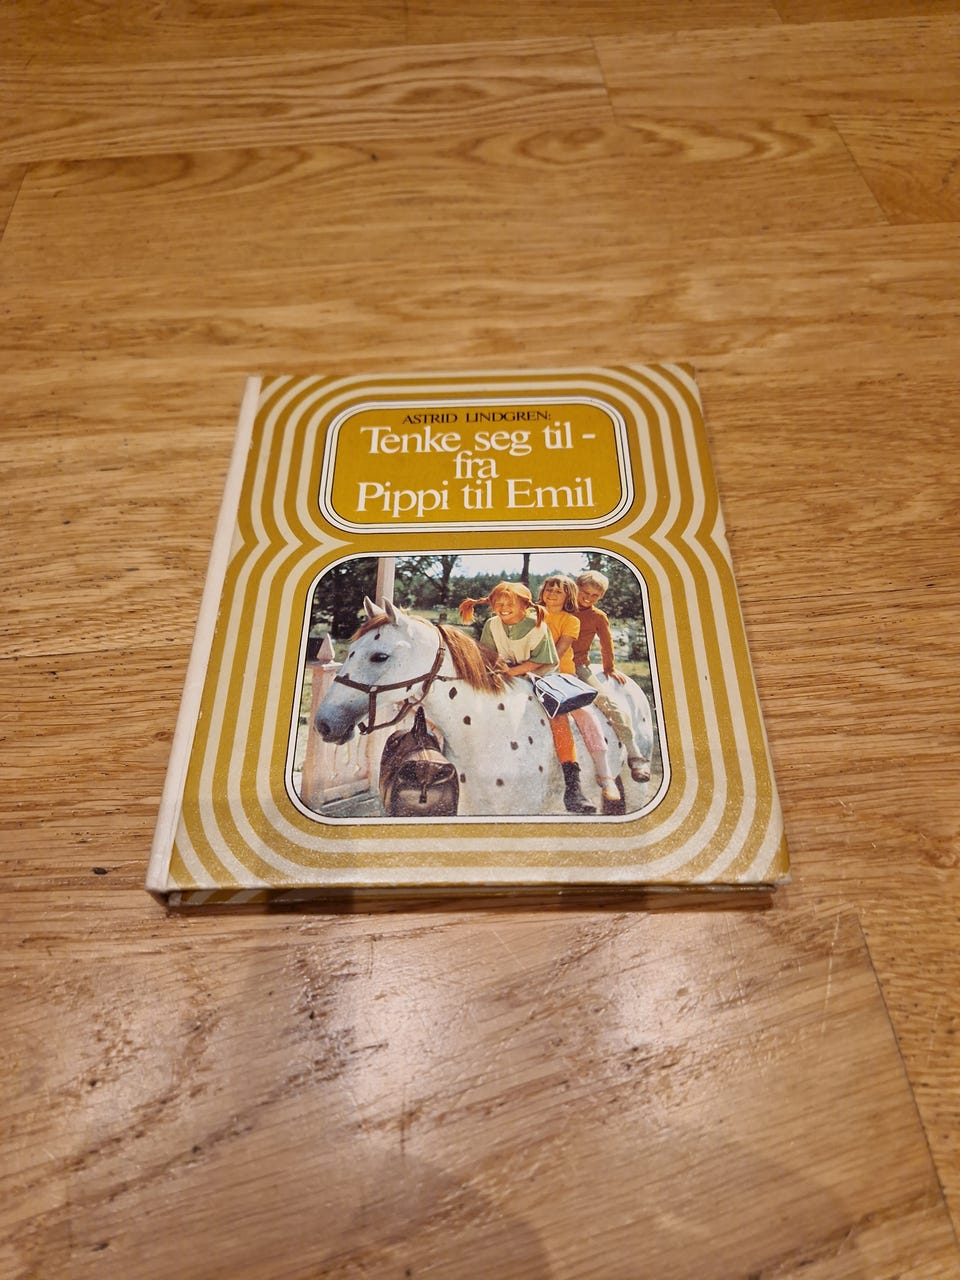 ASTRID LINDGREN:
Tenke seg til -
fra
Pippi til Emil